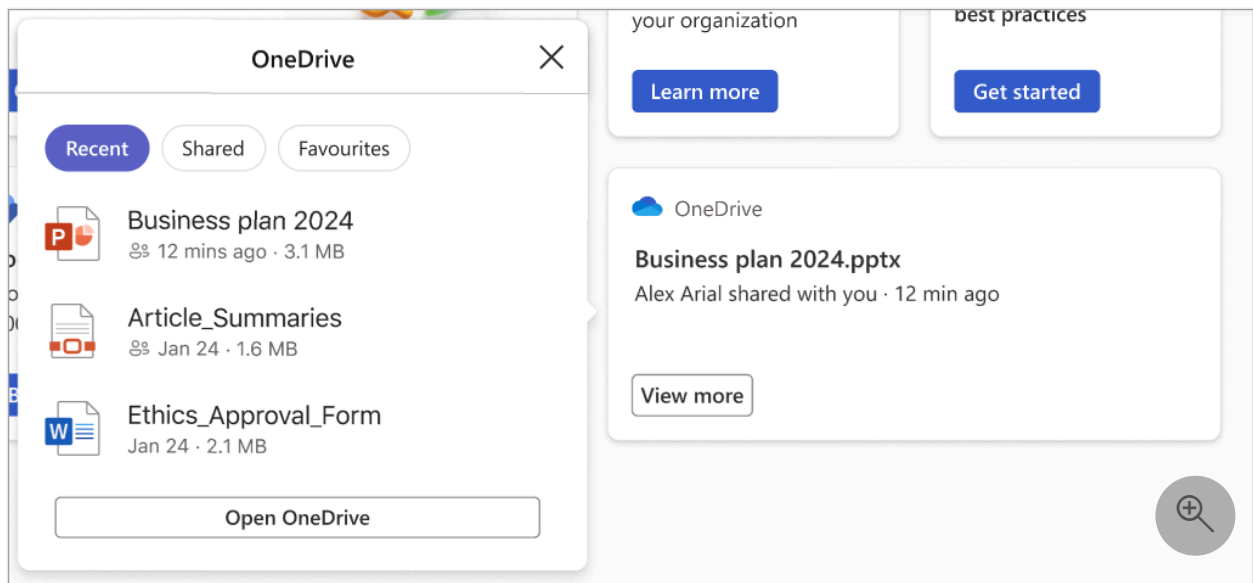 OneDrive
Recent
Shared
Favourites
P
Business plan 2024
12 mins ago · 3.1 MB
Article_Summaries
Jan 24 · 1.6 MB
W
Ethics_Approval_Form
Jan 24 · 2.1 MB
Open OneDrive
your organization
Learn more
best practices
Get started
OneDrive
Business plan 2024.pptx
Alex Arial shared with you · 12 min ago
View more